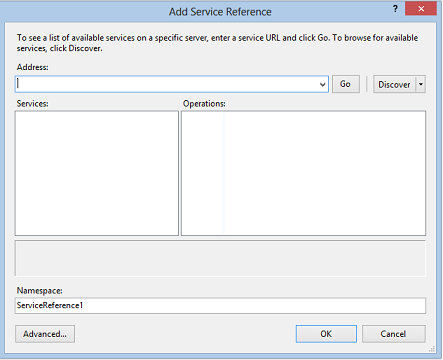 Add Service Reference
?
To see a list of available services on a specific server, enter a service URL and click Go. To browse for available
services, click Discover.
Address:
Go
Discover
Services:
Operations:
Namespace:
ServiceReference1
Advanced...
OK
Cancel